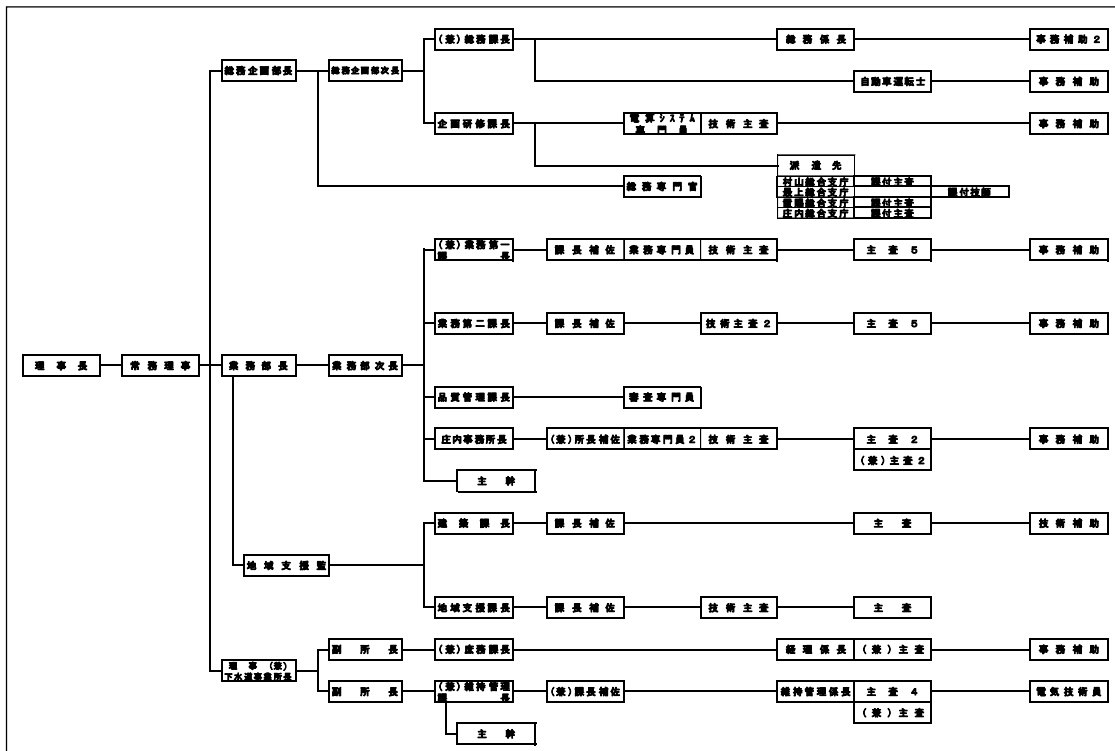 (兼)総務課長
総務係長
事務補助2
総務企画部長
総務企画部次長
自動車運転士
事務補助
企画研修課長
電算システム
専門員
技術主査
事務補助
派遣先
総務専門官
村山総合支庁
課付主査
最上総合支庁
課付技師
置賜総合支庁
課付主査
庄内総合支庁
課付主査
(兼)業務第一
課長
課長補佐
業務専門員
技術主査
主査5
事務補助
業務第二課長
課長補佐
技術主査2
主査5
事務補助
理事長
常務理事
業務部長
業務部次長
品質管理課長
審査専門員
庄内事務所長
(兼)所長補佐
業務専門員2
技術主査
主査2
事務補助
(兼)主査2
主幹
建築課長
課長補佐
主査
技術補助
地域支援監
地域支援課長
課長補佐
技術主査
主査
理事(兼)
下水道事業所長
副所長
(兼)庶務課長
経理係長
(兼)主査
事務補助
副所長
(兼)維持管理
課長
(兼)課長補佐
維持管理係長
主査4
電気技術員
(兼)主査
主幹